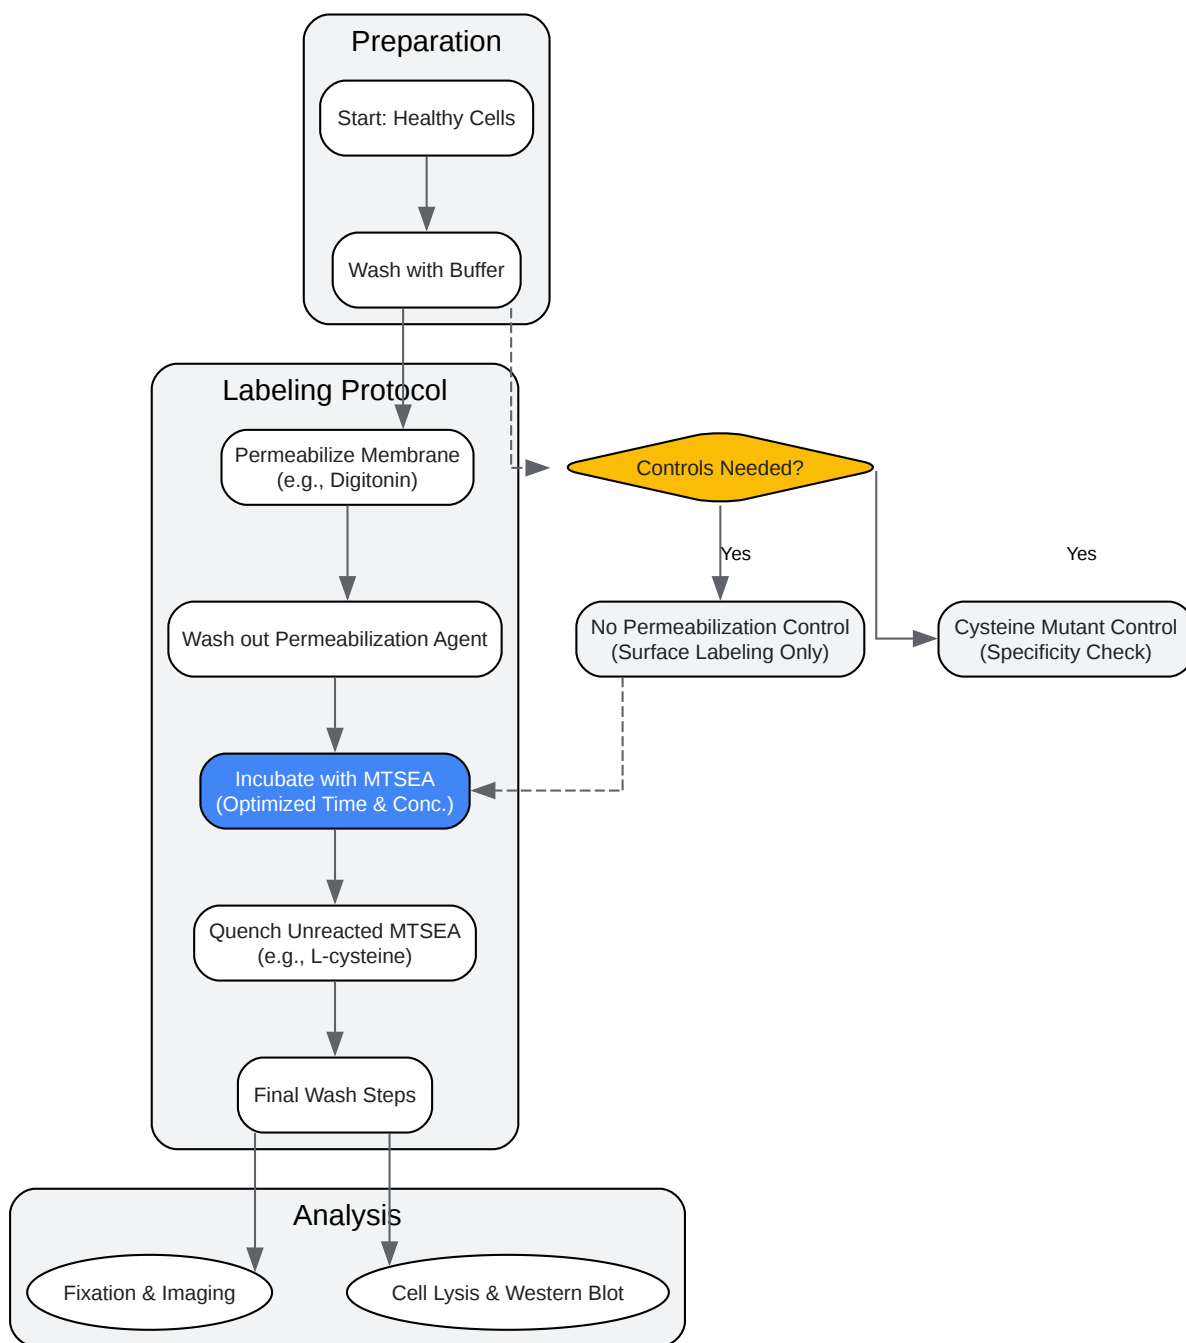 Preparation
Start: Healthy Cells
Wash with Buffer
Labeling Protocol
Permeabilize Membrane
(e.g., Digitonin)
Controls Needed?
Yes
Yes
Wash out Permeabilization Agent
No Permeabilization Control
(Surface Labeling Only)
Cysteine Mutant Control
(Specificity Check)
Incubate with MTSEA
(Optimized Time & Conc.)
Quench Unreacted MTSEA
(e.g., L-cysteine)
Final Wash Steps
Analysis
Fixation & Imaging
Cell Lysis & Western Blot